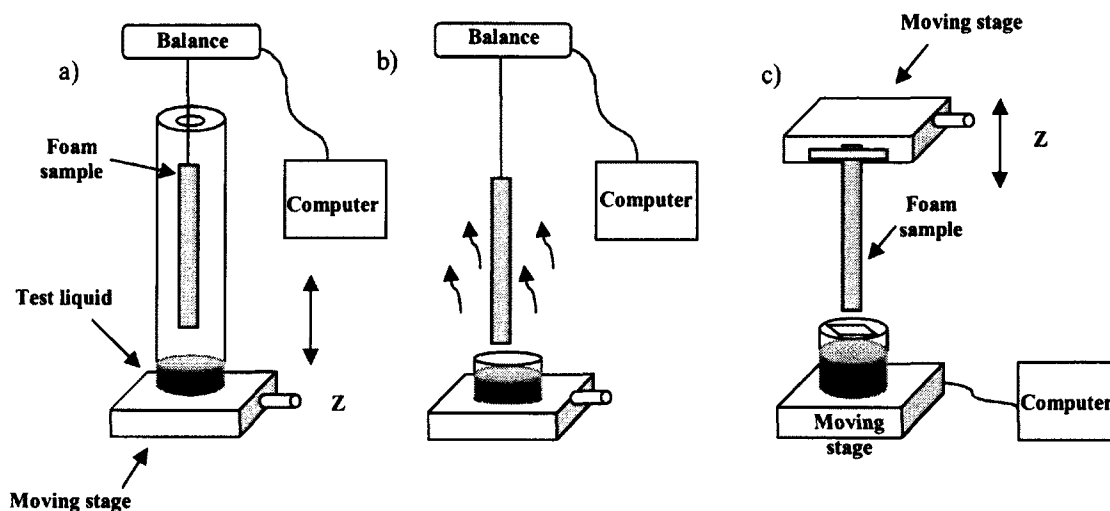 a)
Balance
Foam
sample
Computer
Test liquid
Z
Moving stage
b)
Balance
Computer
c)
Moving stage
Z
Foam
sample
Moving
stage
Computer